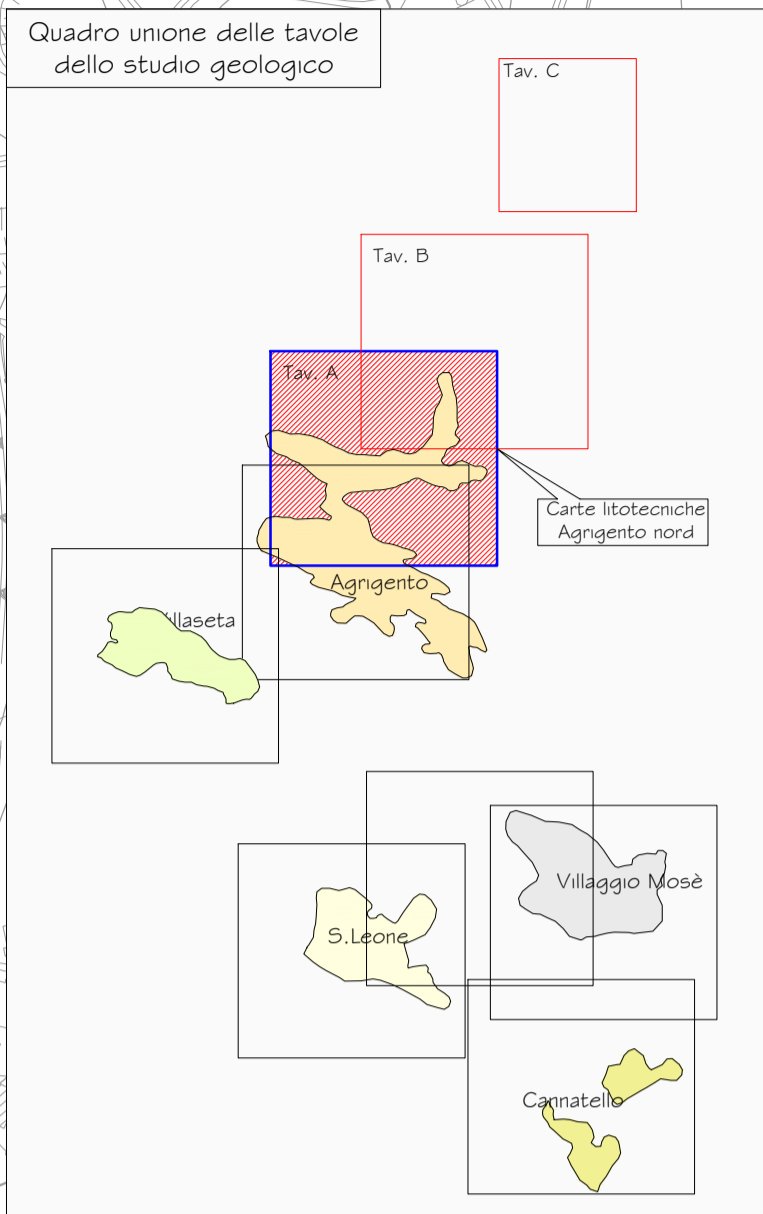 Quadro unione delle tavole
dello studio geologico
Tav. C
Tav. B
Tav. A
Carte litotecniche
Agrigento nord
Agrigento
illaseta
Villaggio Mosè
S.Leone
Cannatello